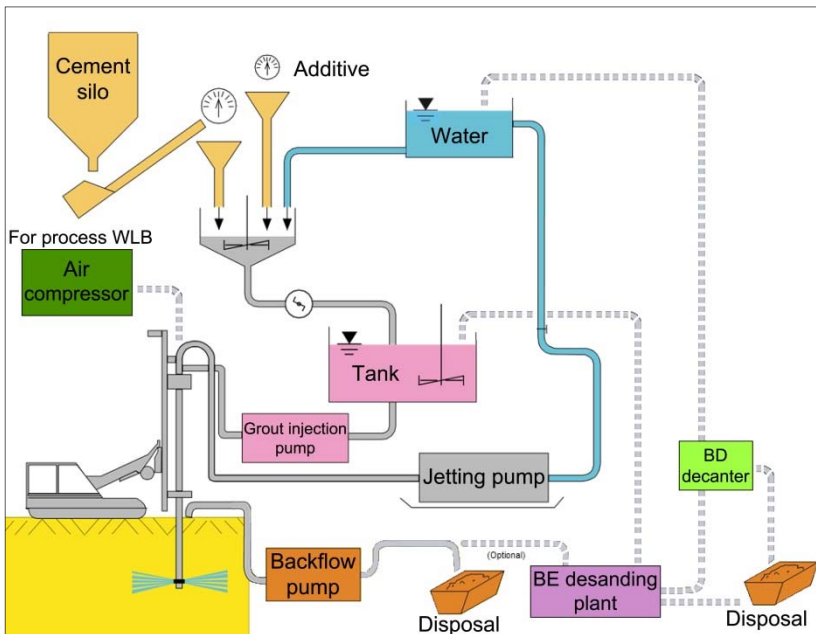 Cement
silo
Additive
Water
For process WLB
Air
compressor
Tank
Grout injection
pump
Jetting pump
BD
decanter
Backflow
pump
(Optional)
BE desanding
plant
Disposal
Disposal